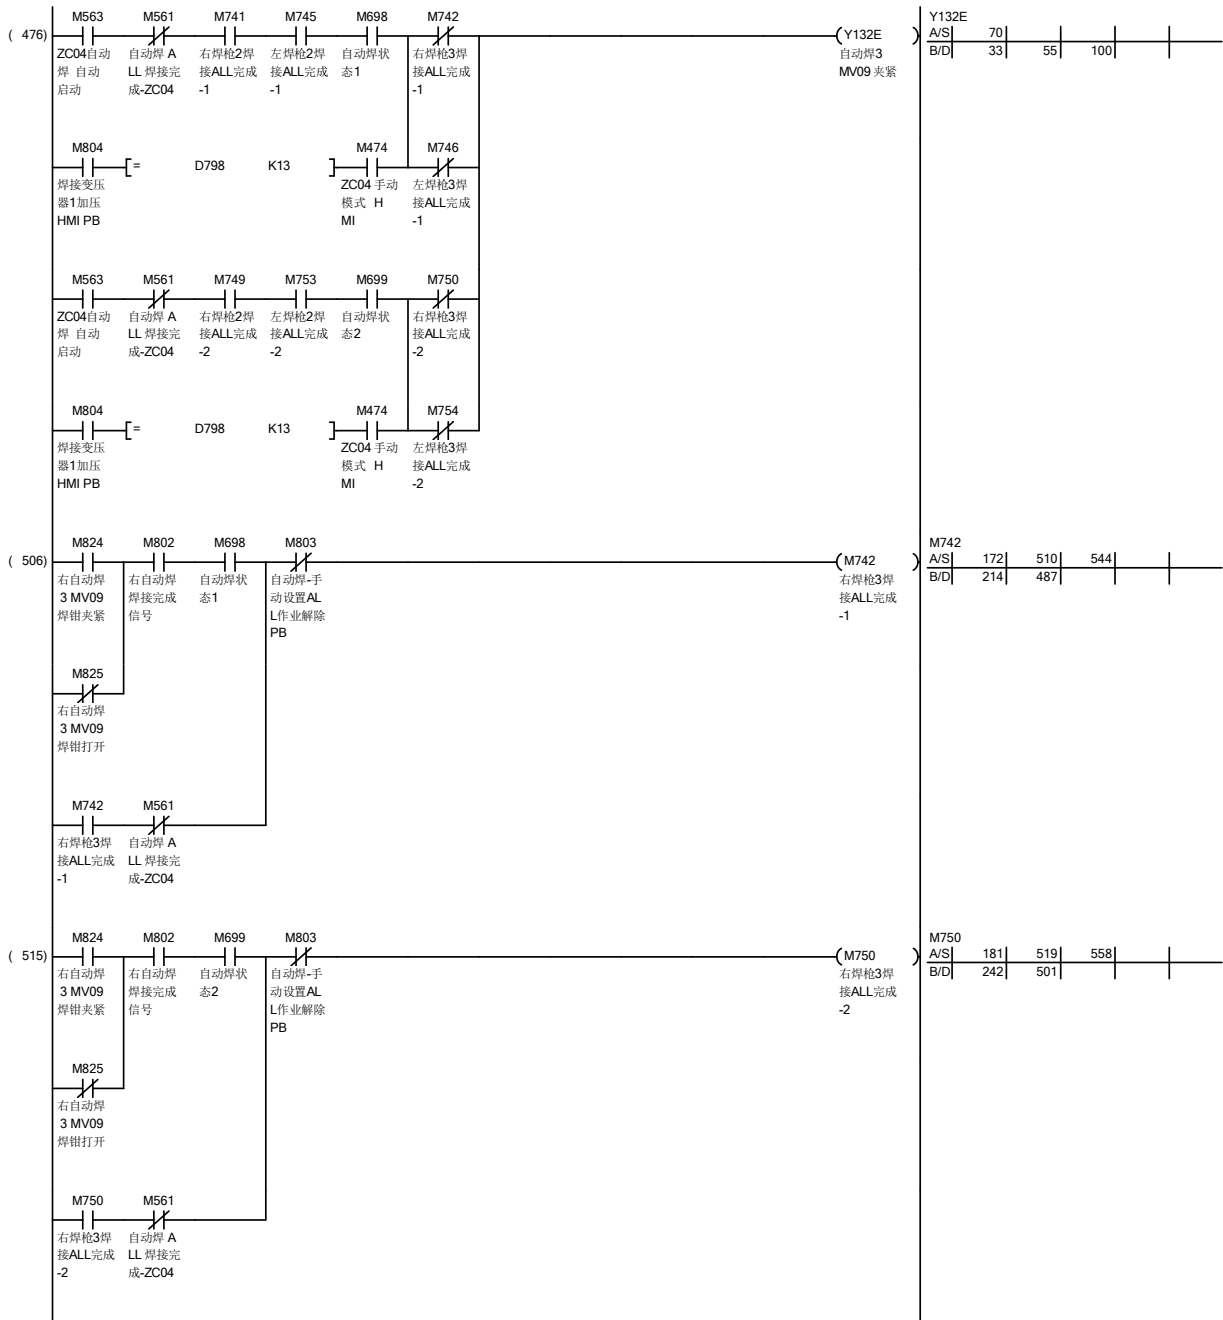 M563 M561 M741 M745 M698 M742 Y132E
( 476) (Y132E ) A/S 70
ZC04自动 自动焊 A 右焊枪2焊 左焊枪2焊 自动焊状 右焊枪3焊 自动焊3 B/D 33 55 100
焊 自动 LL 焊接完 接ALL完成 接ALL完成 态1 接ALL完成 MV09 夹紧
启动 成-ZC04 -1 -1 -1
M804 M474 M746
[= D798 K13 ]
焊接变压 ZC04 手动 左焊枪3焊
器1加压 模式 H 接ALL完成
HMI PB MI -1
M563 M561 M749 M753 M699 M750
ZC04自动 自动焊 A 右焊枪2焊 左焊枪2焊 自动焊状 右焊枪3焊
焊 自动 LL 焊接完 接ALL完成 接ALL完成 态2 接ALL完成
启动 成-ZC04 -2 -2 -2
M804 M474 M754
[= D798 K13 ]
焊接变压 ZC04 手动 左焊枪3焊
器1加压 模式 H 接ALL完成
HMI PB MI -2
M824 M802 M698 M803 M742
( 506) (M742 ) A/S 172 510 544
右自动焊 右自动焊 自动焊状 自动焊-手 右焊枪3焊 B/D 214 487
3 MV09 焊接完成 态1 动设置AL 接ALL完成
焊钳夹紧 信号 L作业解除 -1
PB
M825
右自动焊
3 MV09
焊钳打开
M742 M561
右焊枪3焊 自动焊 A
接ALL完成 LL 焊接完
-1 成-ZC04
M824 M802 M699 M803 M750
( 515) (M750 ) A/S 181 519 558
右自动焊 右自动焊 自动焊状 自动焊-手 右焊枪3焊 B/D 242 501
3 MV09 焊接完成 态2 动设置AL 接ALL完成
焊钳夹紧 信号 L作业解除 -2
PB
M825
右自动焊
3 MV09
焊钳打开
M750 M561
右焊枪3焊 自动焊 A
接ALL完成 LL 焊接完
-2 成-ZC04